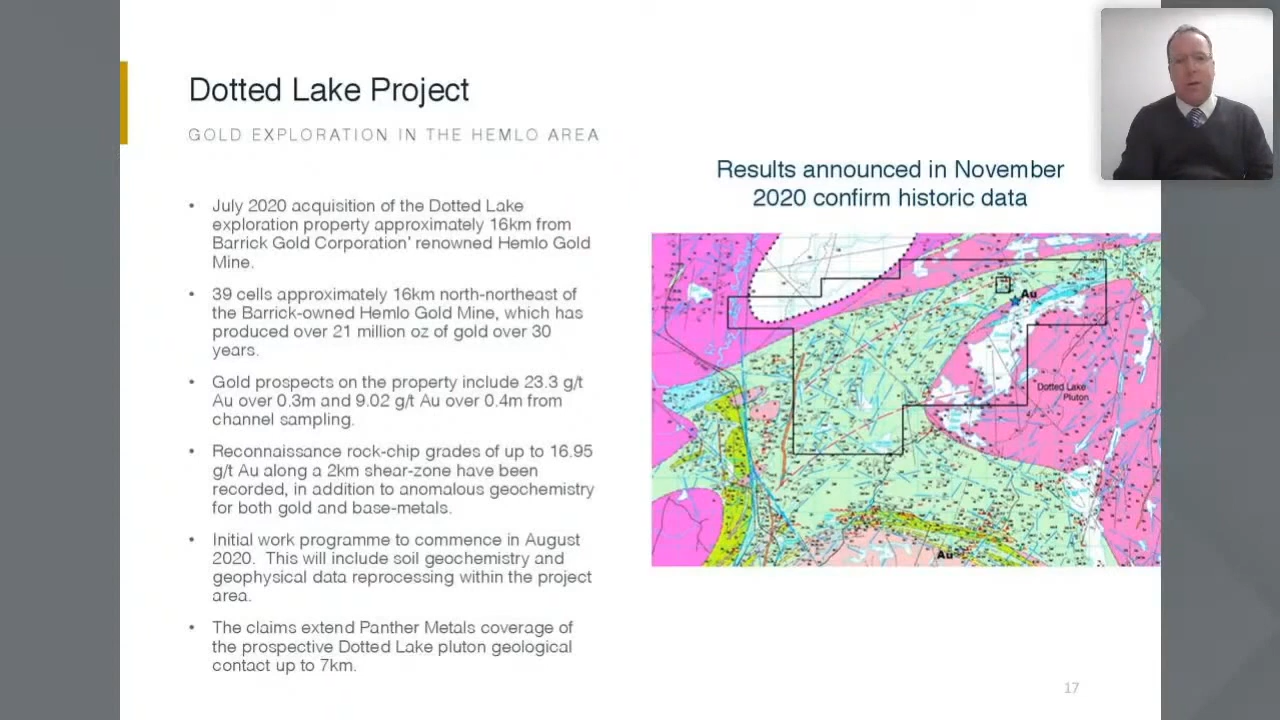 Dotted Lake Project
GOLD EXPLORATION IN THE HEMLO AREA
• July 2020 acquisition of the Dotted Lake
exploration property approximately 16km from
Barrick Gold Corporation' renowned Hemlo Gold
Mine.
• 39 cells approximately 16km north-northeast of
the Barrick-owned Hemlo Gold Mine, which has
produced over 21 million oz of gold over 30
years.
• Gold prospects on the property include 23.3 g/t
Au over 0.3m and 9.02 g/t Au over 0.4m from
channel sampling.
• Reconnaissance rock-chip grades of up to 16.95
g/t Au along a 2km shear-zone have been
recorded, in addition to anomalous geochemistry
for both gold and base-metals.
• Initial work programme to commence in August
2020.  This will include soil geochemistry and
geophysical data reprocessing within the project
area.
• The claims extend Panther Metals coverage of
the prospective Dotted Lake pluton geological
contact up to 7km.
Results announced in November
2020 confirm historic data
Au
Dotted Lake
Pluton
Au
17